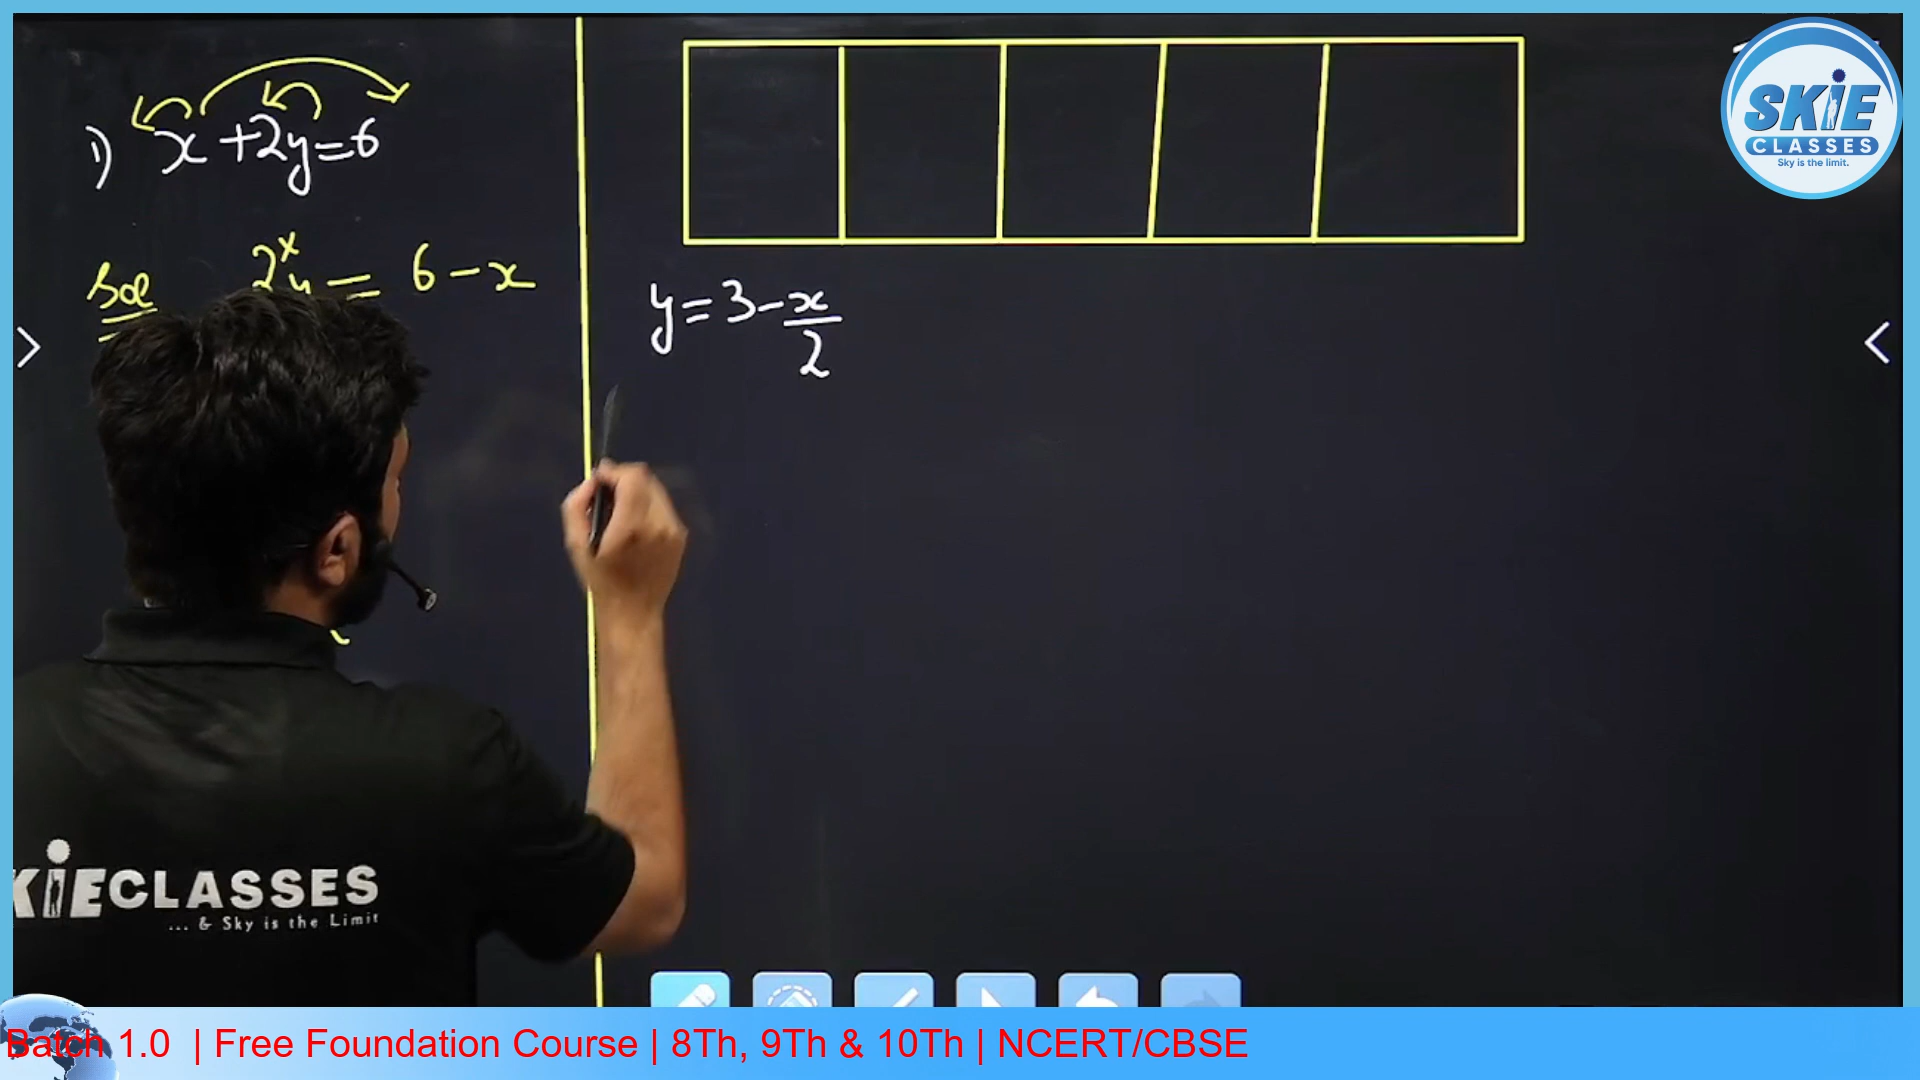 1) x + 2y = 6
Sol 2y = 6 - x
y = 3 - x/2
SKiE
CLASSES
Sky is the limit.
KiECLASSES
... & Sky is the Limit
Batch 1.0 | Free Foundation Course | 8Th, 9Th & 10Th | NCERT/CBSE